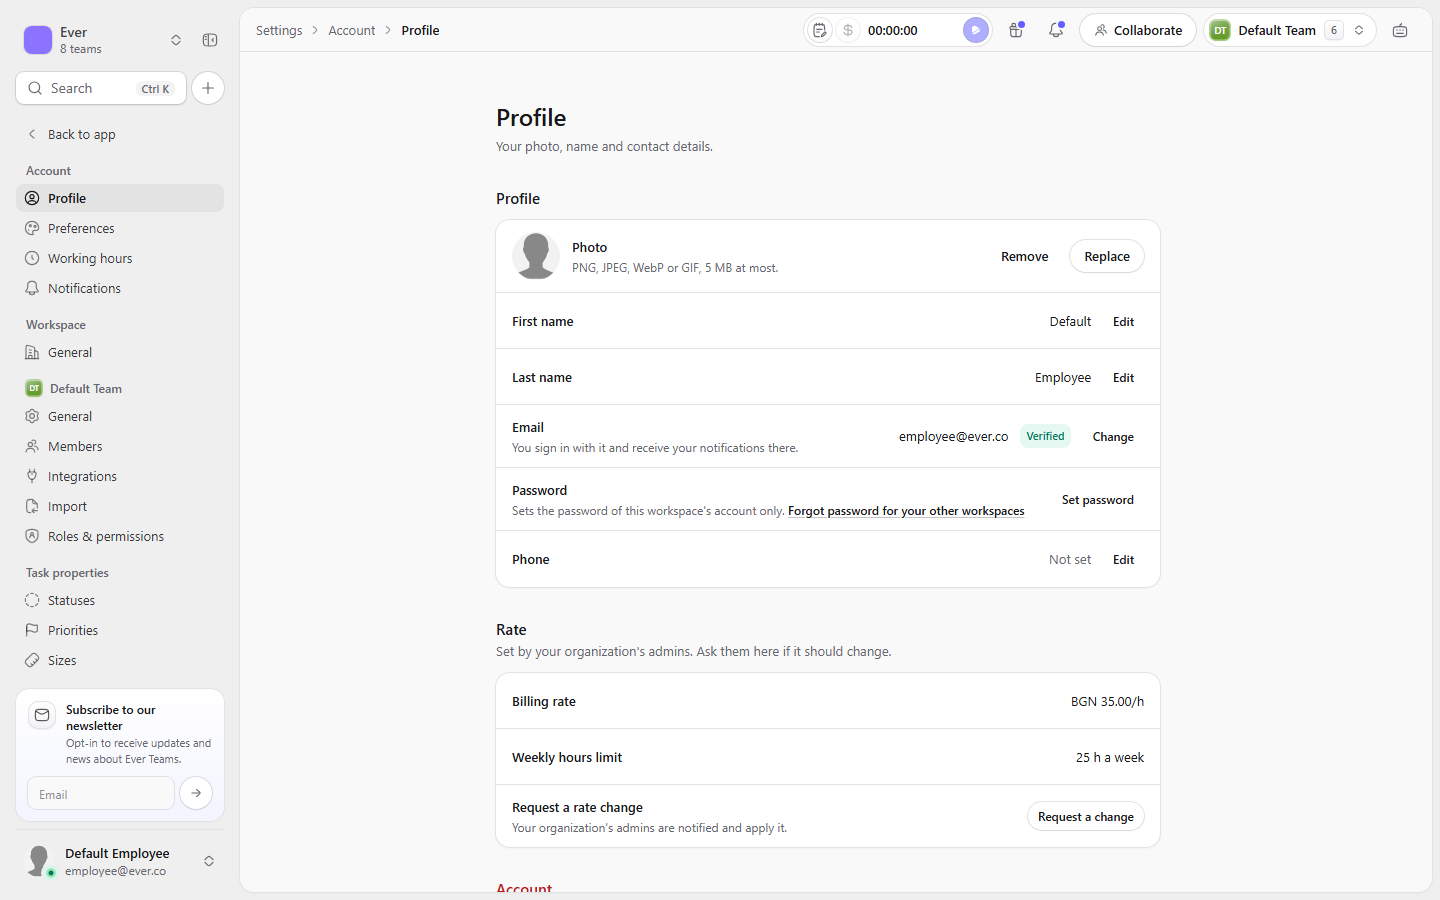 Ever
8 teams
Search
Ctrl K
Back to app
Account
Profile
Preferences
Working hours
Notifications
Workspace
General
DT
Default Team
General
Members
Integrations
Import
Roles & permissions
Task properties
Statuses
Priorities
Sizes
Subscribe to our
newsletter
Opt-in to receive updates and
news about Ever Teams.
Email
Default Employee
employee@ever.co
Settings
Account
Profile
00:00:00
Collaborate
DT
Default Team
6
Profile
Your photo, name and contact details.
Profile
Photo
PNG, JPEG, WebP or GIF, 5 MB at most.
Remove
Replace
First name
Default
Edit
Last name
Employee
Edit
Email
You sign in with it and receive your notifications there.
employee@ever.co
Verified
Change
Password
Sets the password of this workspace's account only. Forgot password for your other workspaces
Set password
Phone
Not set
Edit
Rate
Set by your organization's admins. Ask them here if it should change.
Billing rate
BGN 35.00/h
Weekly hours limit
25 h a week
Request a rate change
Your organization's admins are notified and apply it.
Request a change
Account